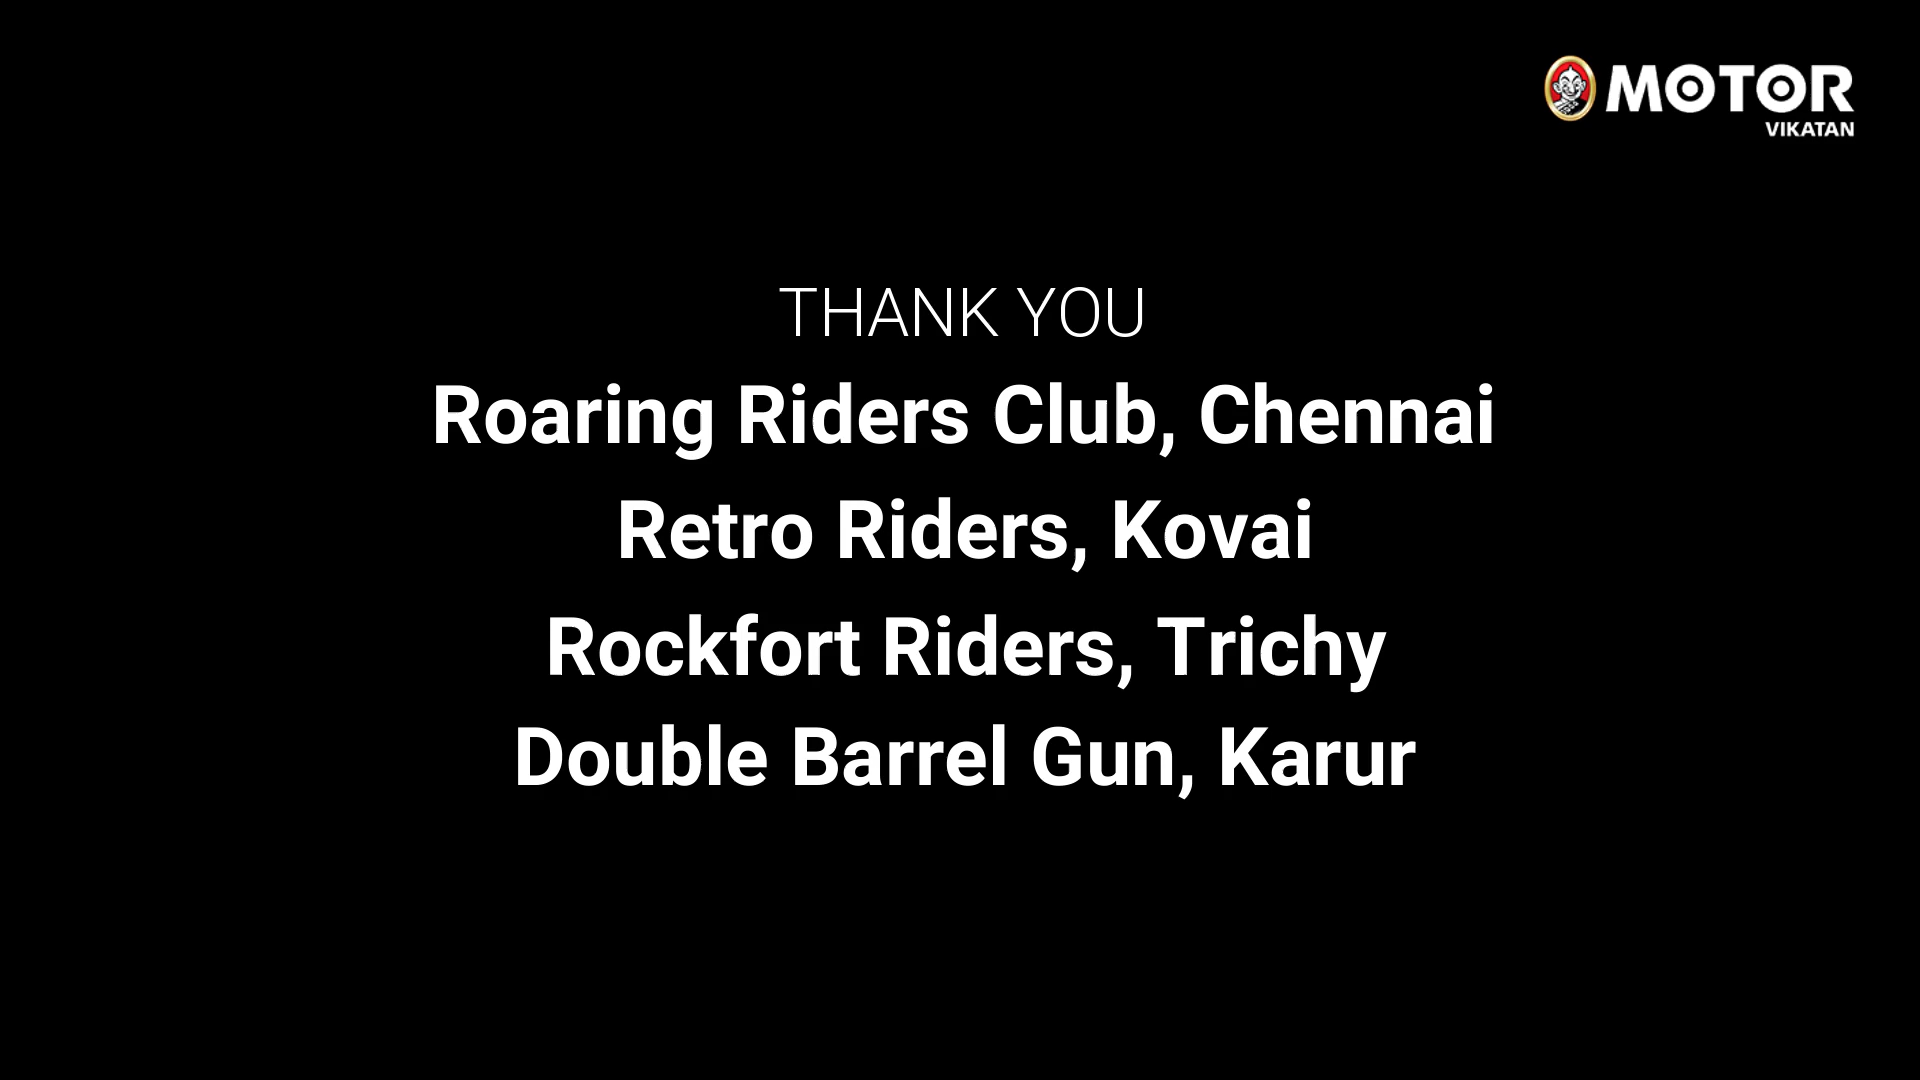 MOTOR
VIKATAN
THANK YOU
Roaring Riders Club, Chennai
Retro Riders, Kovai
Rockfort Riders, Trichy
Double Barrel Gun, Karur